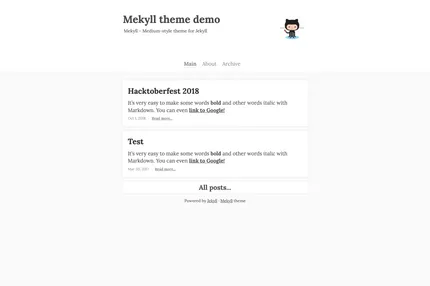 Mekyll theme demo
Mekyll - Medium-style theme for Jekyll
Main About Archive
Hacktoberfest 2018
It's very easy to make some words bold and other words italic with
Markdown. You can even link to Google!
Oct 1, 2018 Read more...
Test
It's very easy to make some words bold and other words italic with
Markdown. You can even link to Google!
Read more...
All posts...
Powered by Jekyll - Mekyll theme